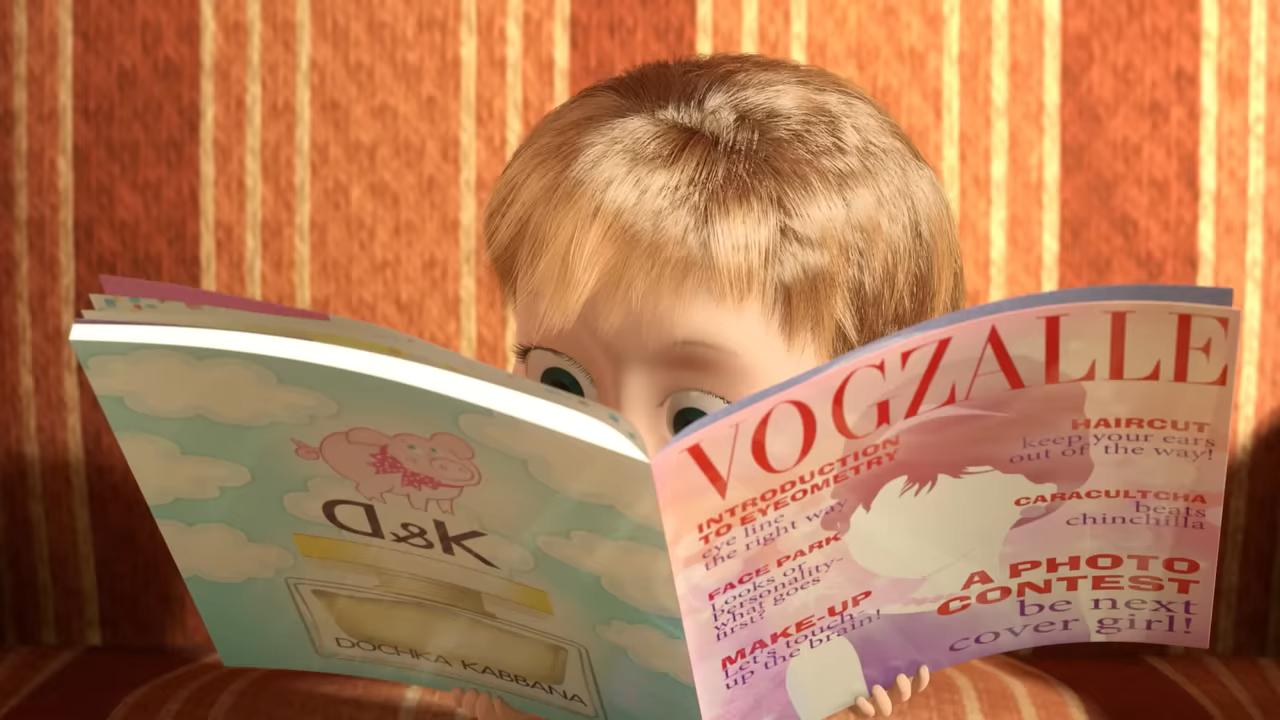 D&K
DOCHKA KABBANA
VOGZALLE
INTRODUCTION
TO EYEOMETRY
eye line
the right way
FACE PARK
Looks or
personality-
what goes
first?
MAKE-UP
Let's touch-
up the brain!
HAIRCUT
keep your ears
out of the way!
CARACULTCHA
beats
chinchilla
A PHOTO
CONTEST
be next
cover girl!